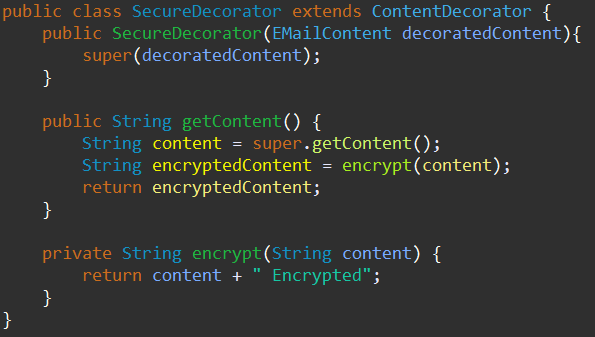 public class SecureDecorator extends ContentDecorator {
    public SecureDecorator(EMailContent decoratedContent){
        super(decoratedContent);
    }

    public String getContent() {
        String content = super.getContent();
        String encryptedContent = encrypt(content);
        return encryptedContent;
    }

    private String encrypt(String content) {
        return content + " Encrypted";
    }
}